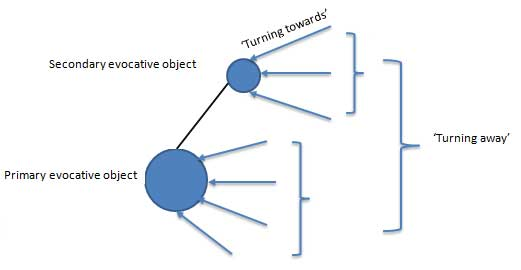 ‘Turning towards’
Secondary evocative object
‘Turning away’
Primary evocative object